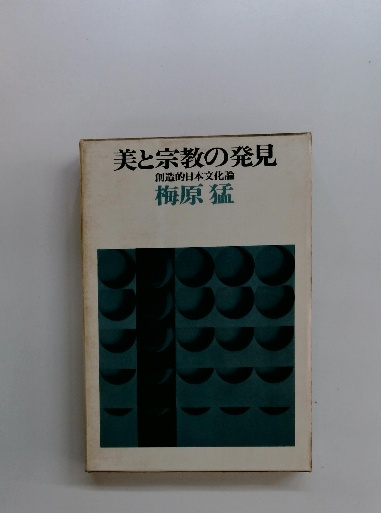 美と宗教の発見
創造的日本文化論
梅原 猛